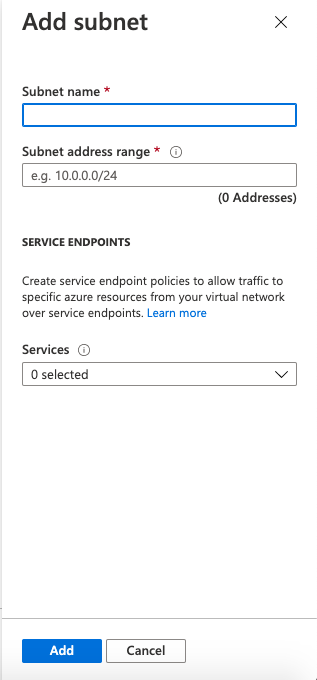 Add subnet
Subnet name *
Subnet address range *
e.g. 10.0.0.0/24
(0 Addresses)
SERVICE ENDPOINTS
Create service endpoint policies to allow traffic to
specific azure resources from your virtual network
over service endpoints. Learn more
Services
0 selected
Add Cancel